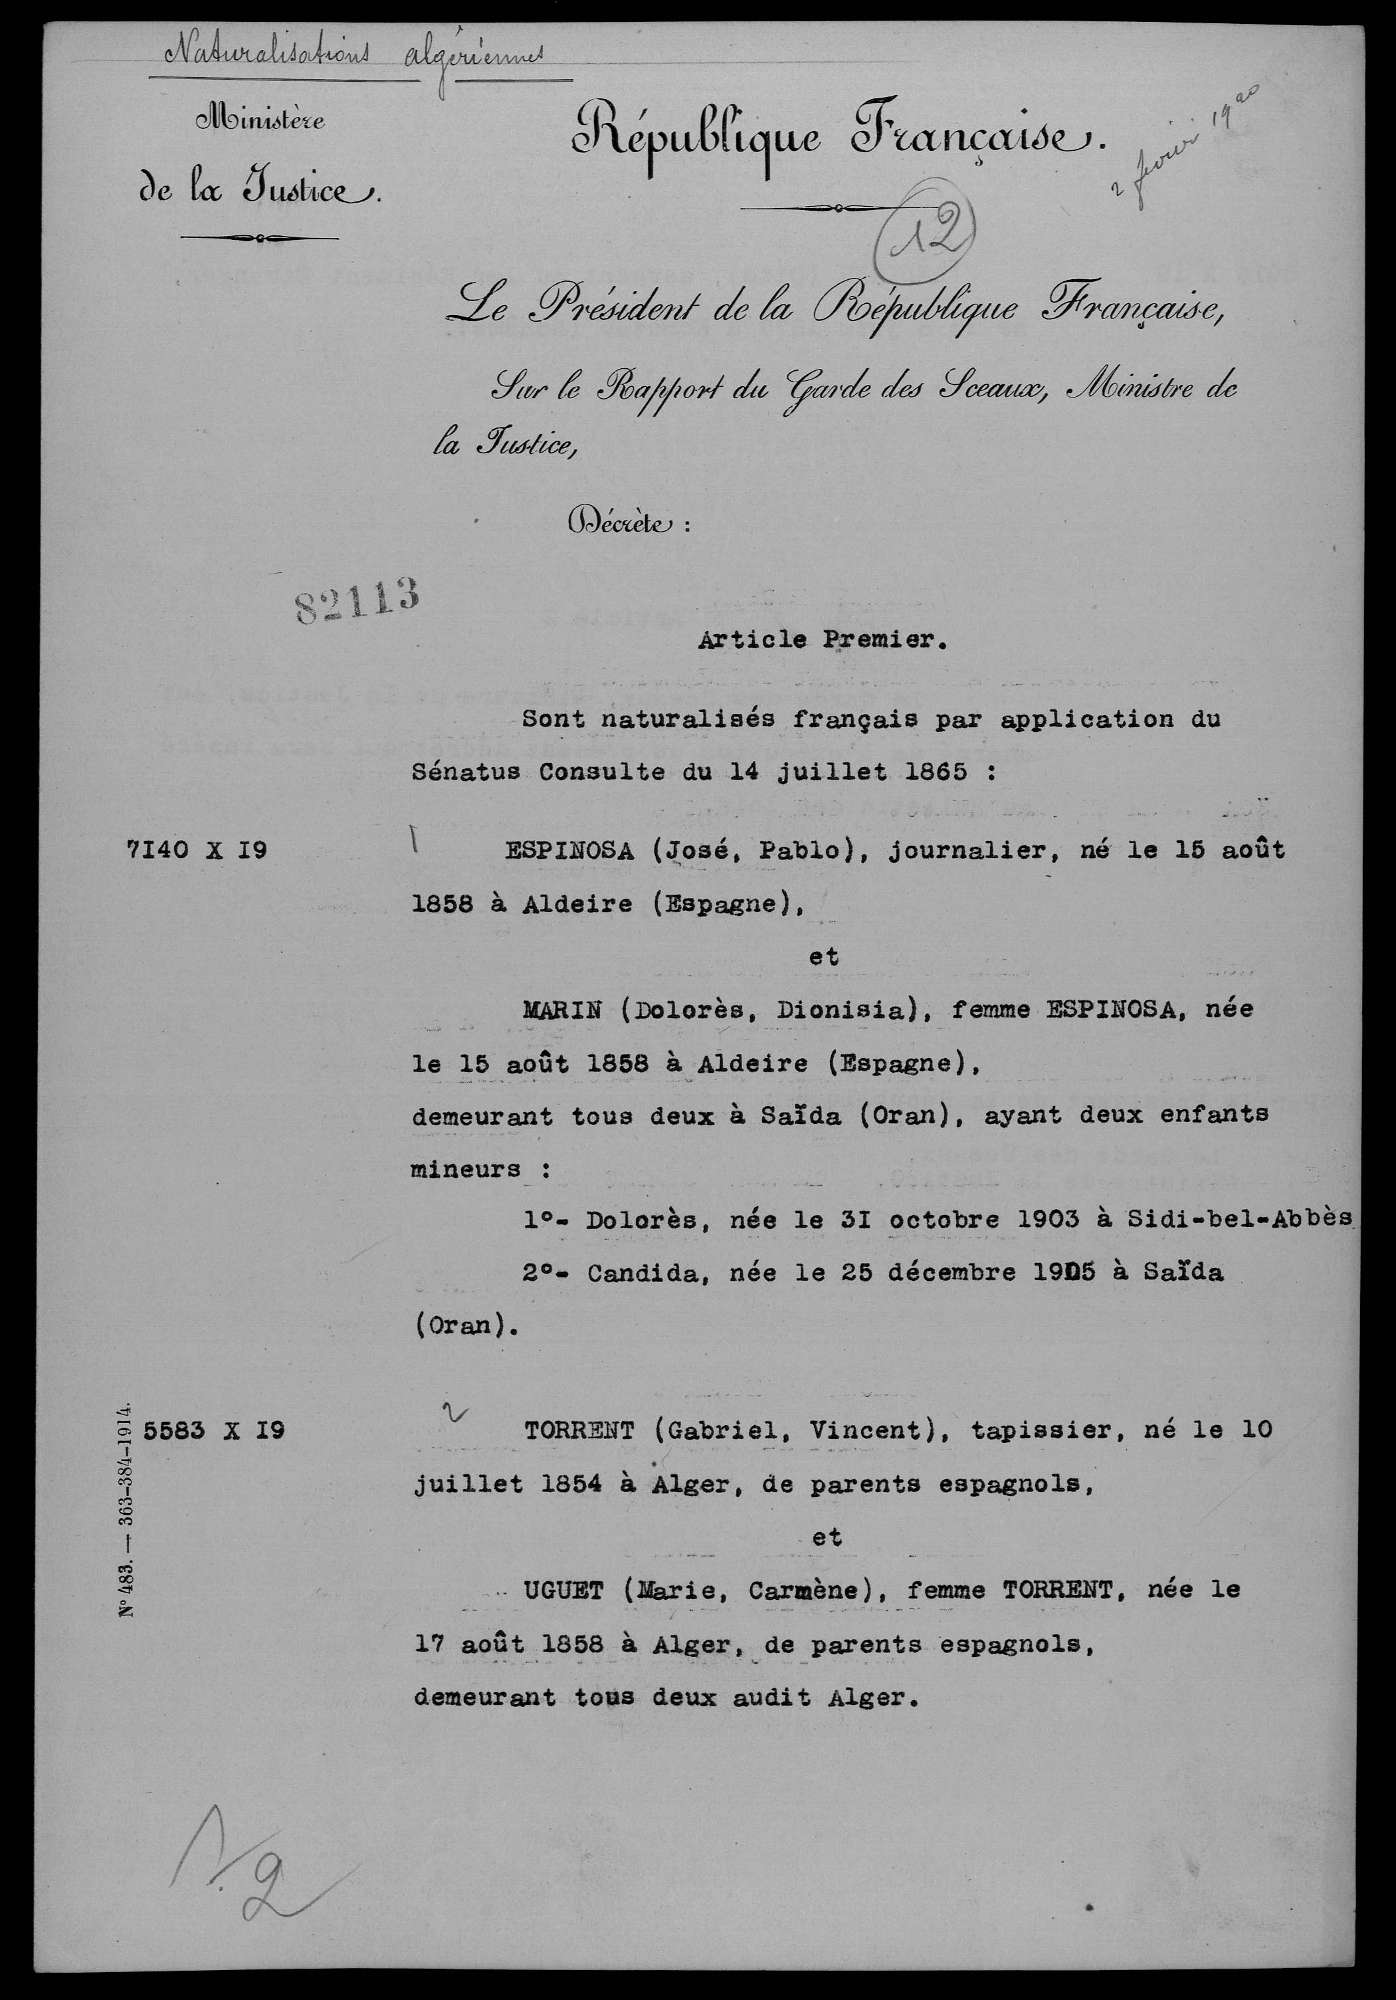 Naturalisations algériennes
Ministère
de la Justice.
République Française.
2 février 1920
12
Le Président de la République Française,
Sur le Rapport du Garde des Sceaux, Ministre de
la Justice,
Décrète :
82113
Article Premier.
Sont naturalisés français par application du
Sénatus Consulte du 14 juillet 1865 :
7I40 X I9
1
ESPINOSA (José, Pablo), journalier, né le 15 août
1858 à Aldeire (Espagne),
et
MARIN (Dolorès, Dionisia), femme ESPINOSA, née
le 15 août 1858 à Aldeire (Espagne),
demeurant tous deux à Saïda (Oran), ayant deux enfants
mineurs :
1°- Dolorès, née le 3I octobre 1903 à Sidi-bel-Abbès
2°- Candida, née le 25 décembre 1905 à Saïda
(Oran).
5583 X I9
2
TORRENT (Gabriel, Vincent), tapissier, né le 10
juillet 1854 à Alger, de parents espagnols,
et
UGUET (Marie, Carmène), femme TORRENT, née le
17 août 1858 à Alger, de parents espagnols,
demeurant tous deux audit Alger.
N° 483. — 363-384-1914.
2